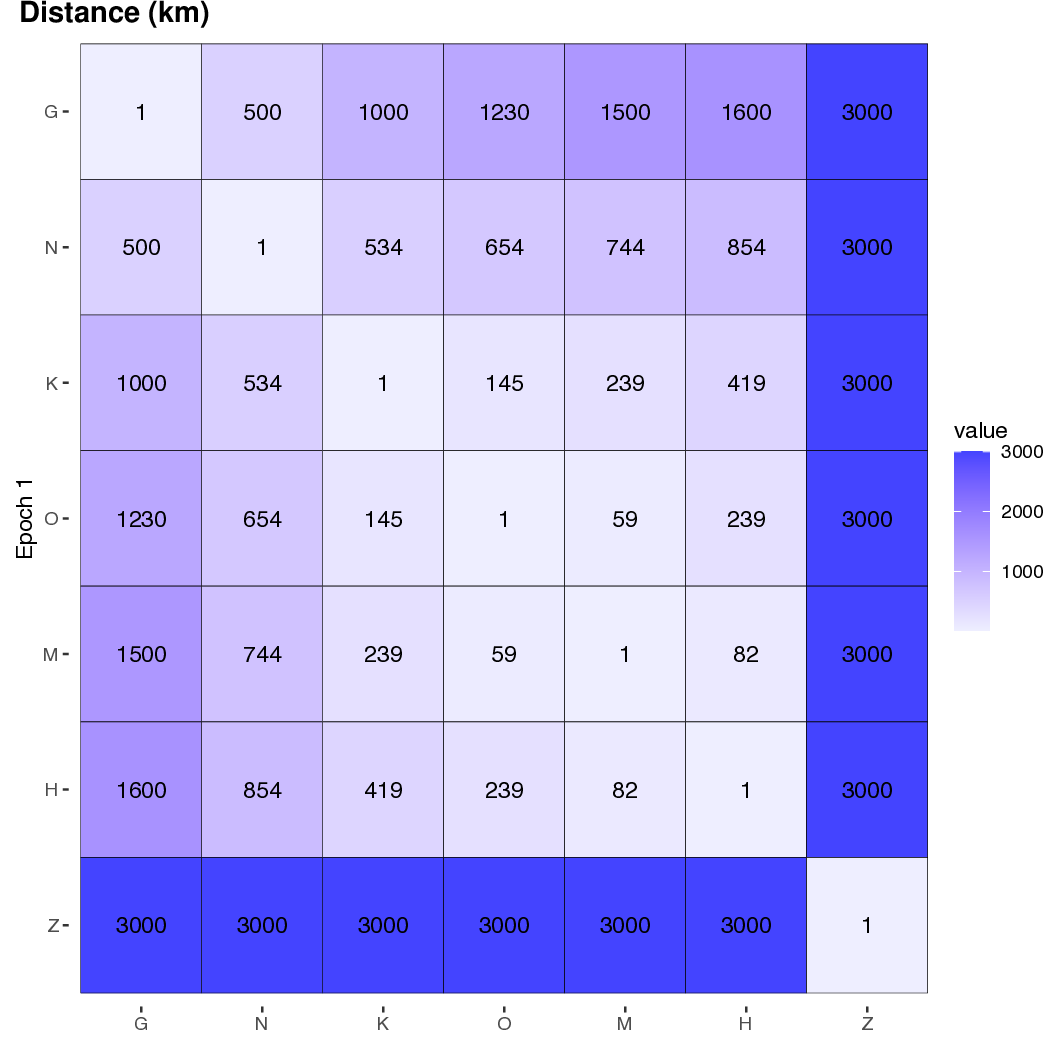 Distance (km)
G 1 500 1000 1230 1500 1600 3000
N 500 1 534 654 744 854 3000
K 1000 534 1 145 239 419 3000
O 1230 654 145 1 59 239 3000
M 1500 744 239 59 1 82 3000
H 1600 854 419 239 82 1 3000
Z 3000 3000 3000 3000 3000 3000 1
G N K O M H Z
Epoch 1
value
3000
2000
1000